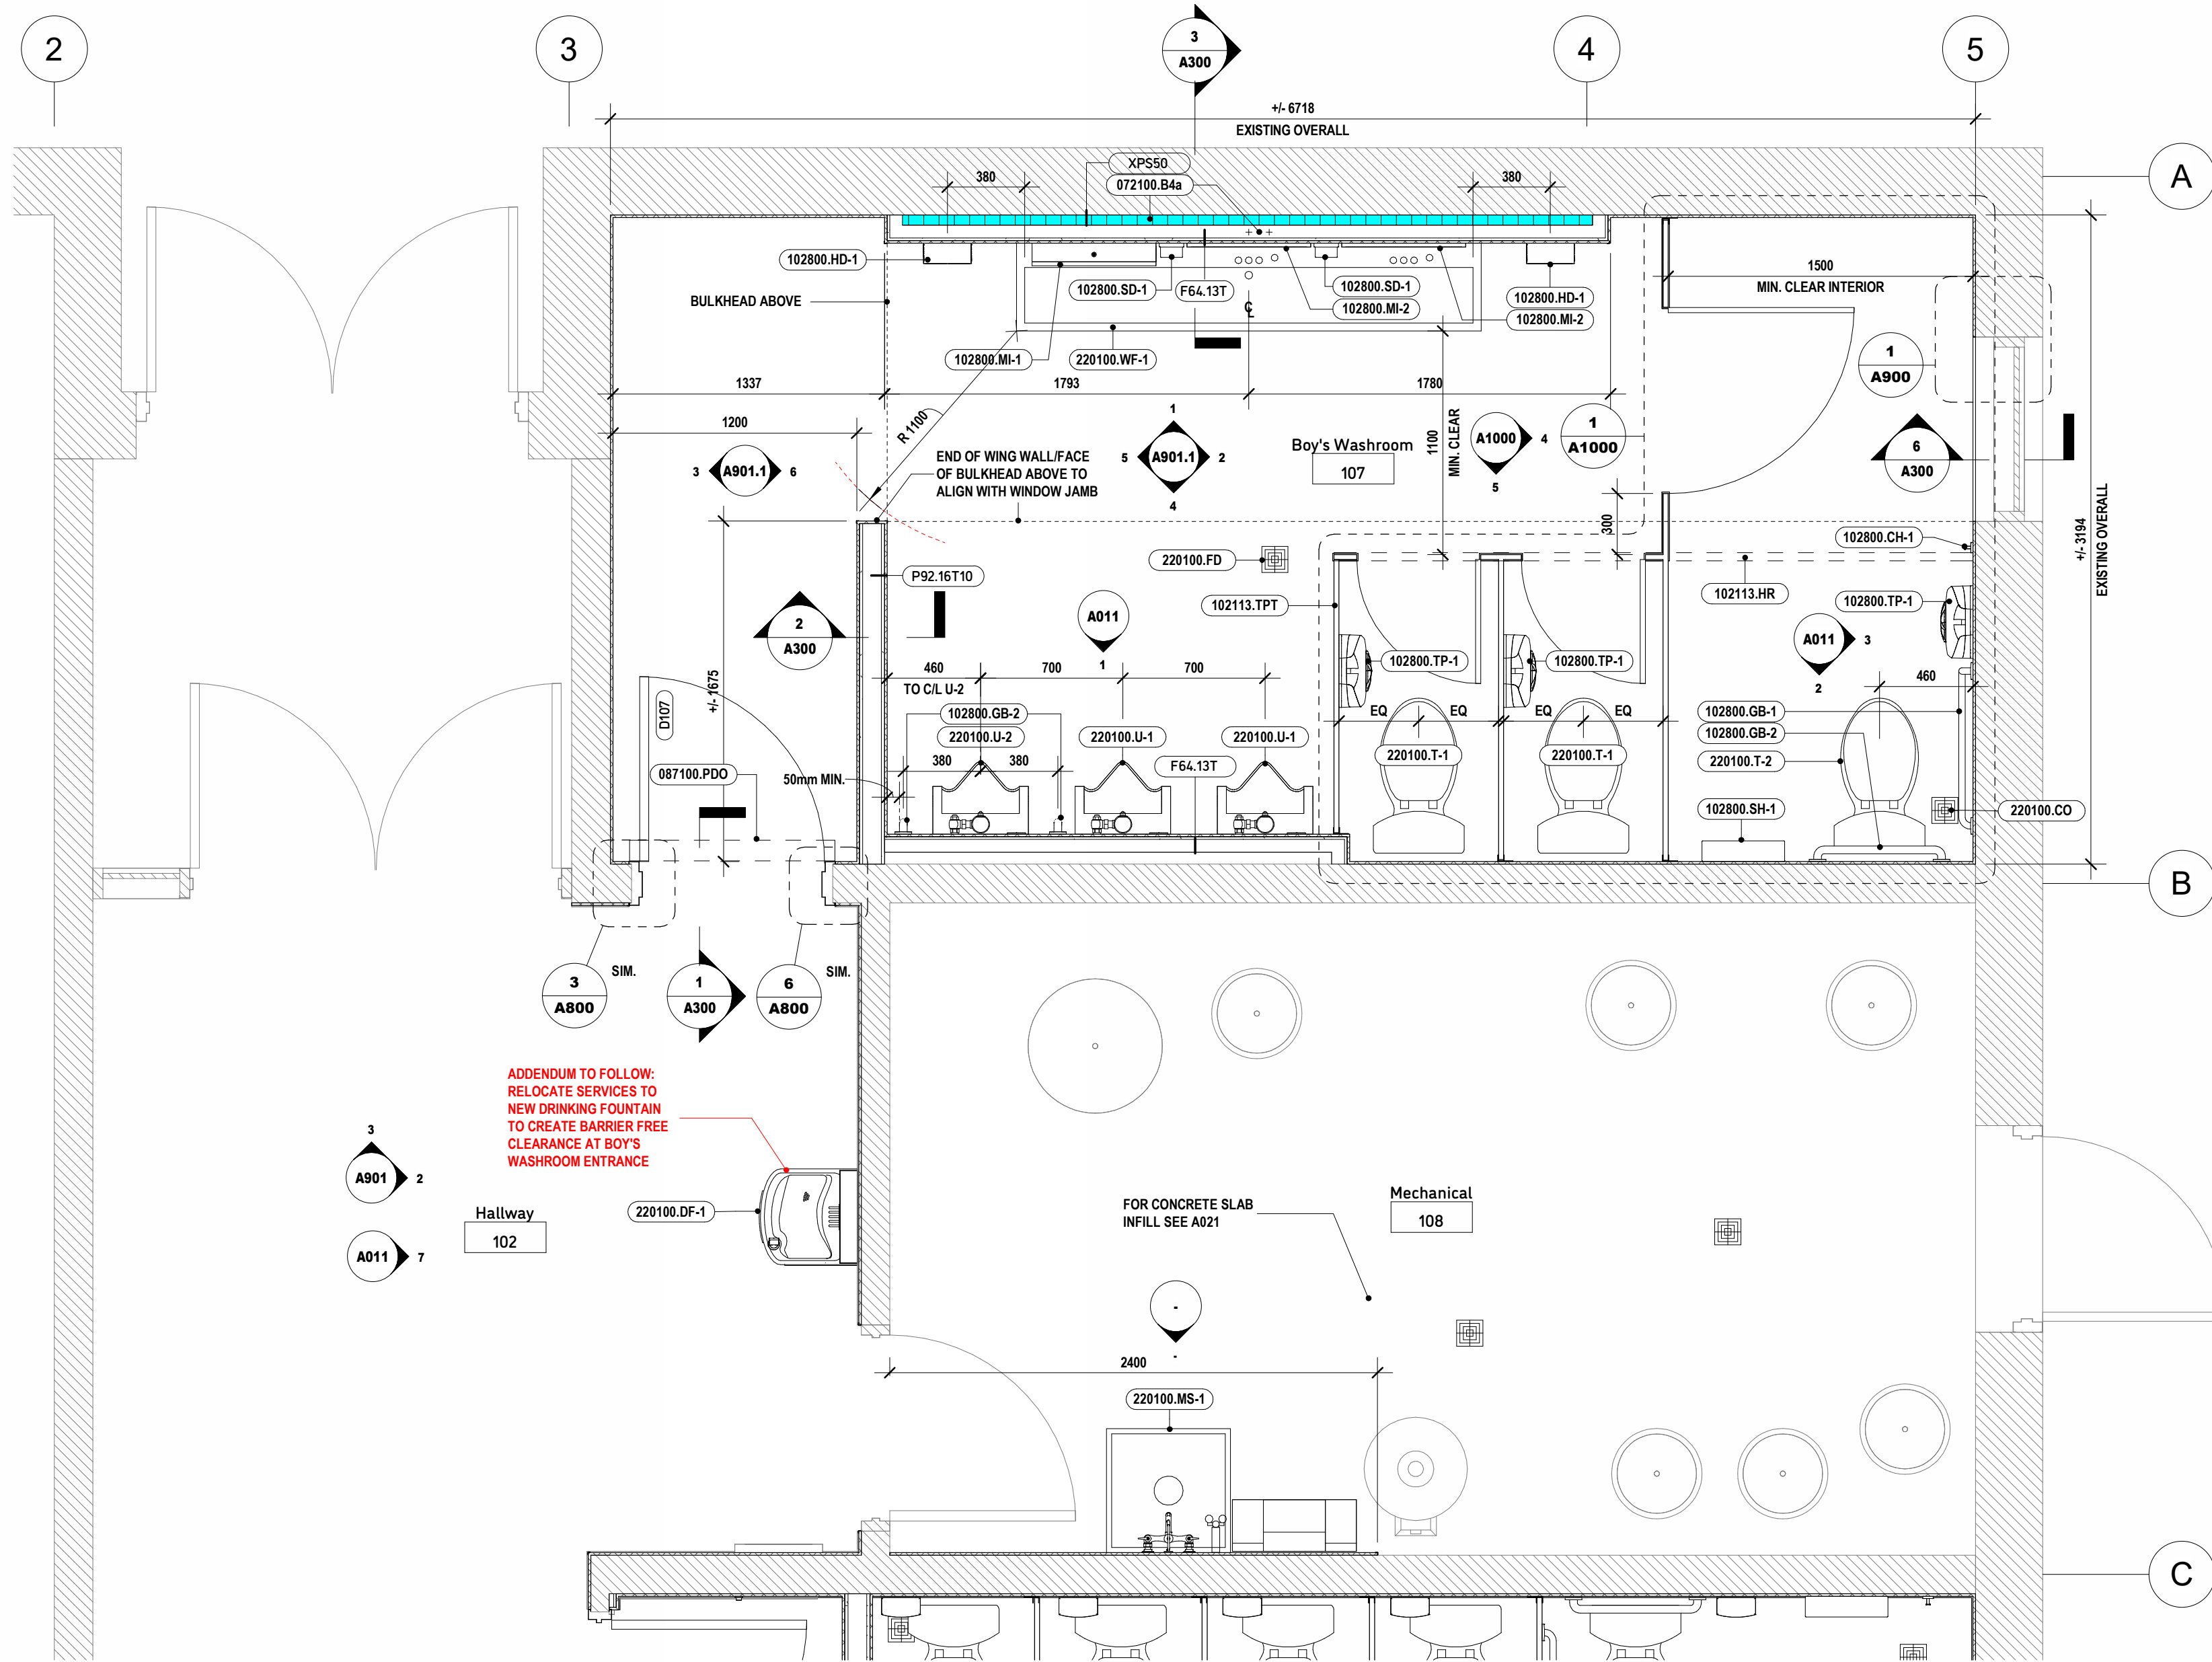 2
3
3
A300
4
5
+/- 6718
EXISTING OVERALL
A
XPS50
380
072100.B4a
380
102800.HD-1
1500
MIN. CLEAR INTERIOR
102800.SD-1
F64.13T
102800.SD-1
102800.HD-1
BULKHEAD ABOVE
102800.MI-2
CL
102800.MI-2
102800.MI-1
220100.WF-1
1
A900
1337
1793
1780
1200
R 1100
1100
MIN. CLEAR
1
5
A901.1
2
4
Boy's Washroom
107
A1000
4
5
1
A1000
6
A300
3
A901.1
6
END OF WING WALL/FACE
OF BULKHEAD ABOVE TO
ALIGN WITH WINDOW JAMB
+/- 3194
EXISTING OVERALL
300
102800.CH-1
220100.FD
P92.16T10
102113.TPT
102113.HR
102800.TP-1
2
A300
A011
1
A011
3
2
102800.TP-1
102800.TP-1
460
700
700
TO C/L U-2
460
+/- 1675
D107
102800.GB-2
220100.U-2
220100.U-1
220100.U-1
EQ
EQ
EQ
EQ
102800.GB-1
102800.GB-2
220100.T-1
220100.T-1
220100.T-2
087100.PDO
50mm MIN.
380
380
F64.13T
102800.SH-1
220100.CO
B
3
A800
SIM.
1
A300
6
A800
SIM.
ADDENDUM TO FOLLOW:
RELOCATE SERVICES TO
NEW DRINKING FOUNTAIN
TO CREATE BARRIER FREE
CLEARANCE AT BOY'S
WASHROOM ENTRANCE
3
A901
2
220100.DF-1
Hallway
102
A011
7
FOR CONCRETE SLAB
INFILL SEE A021
Mechanical
108
-
-
2400
220100.MS-1
C